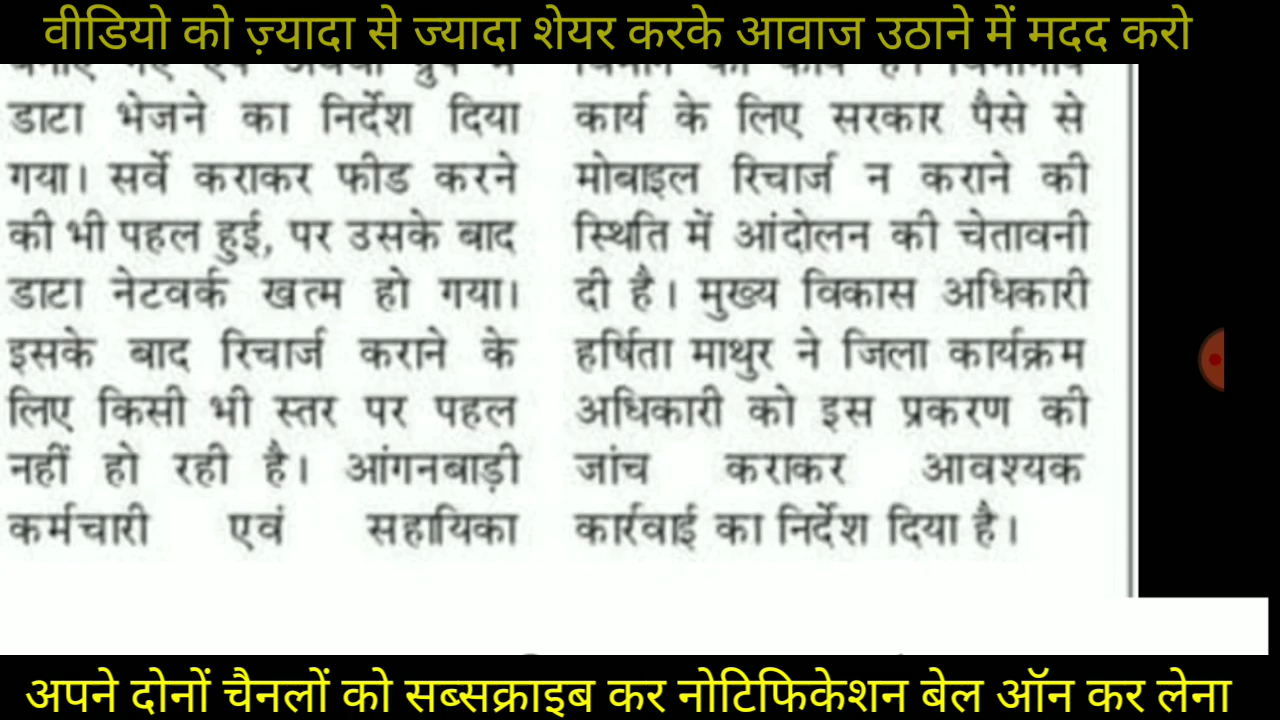 वीडियो को ज़्यादा से ज्यादा शेयर करके आवाज उठाने में मदद करो
डाटा भेजने का निर्देश दिया
गया। सर्वे कराकर फीड करने
की भी पहल हुई, पर उसके बाद
डाटा नेटवर्क खत्म हो गया।
इसके बाद रिचार्ज कराने के
लिए किसी भी स्तर पर पहल
नहीं हो रही है। आंगनबाड़ी
कर्मचारी एवं सहायिका
कार्य के लिए सरकार पैसे से
मोबाइल रिचार्ज न कराने की
स्थिति में आंदोलन की चेतावनी
दी है। मुख्य विकास अधिकारी
हर्षिता माथुर ने जिला कार्यक्रम
अधिकारी को इस प्रकरण की
जांच कराकर आवश्यक
कार्रवाई का निर्देश दिया है।
अपने दोनों चैनलों को सब्सक्राइब कर नोटिफिकेशन बेल ऑन कर लेना